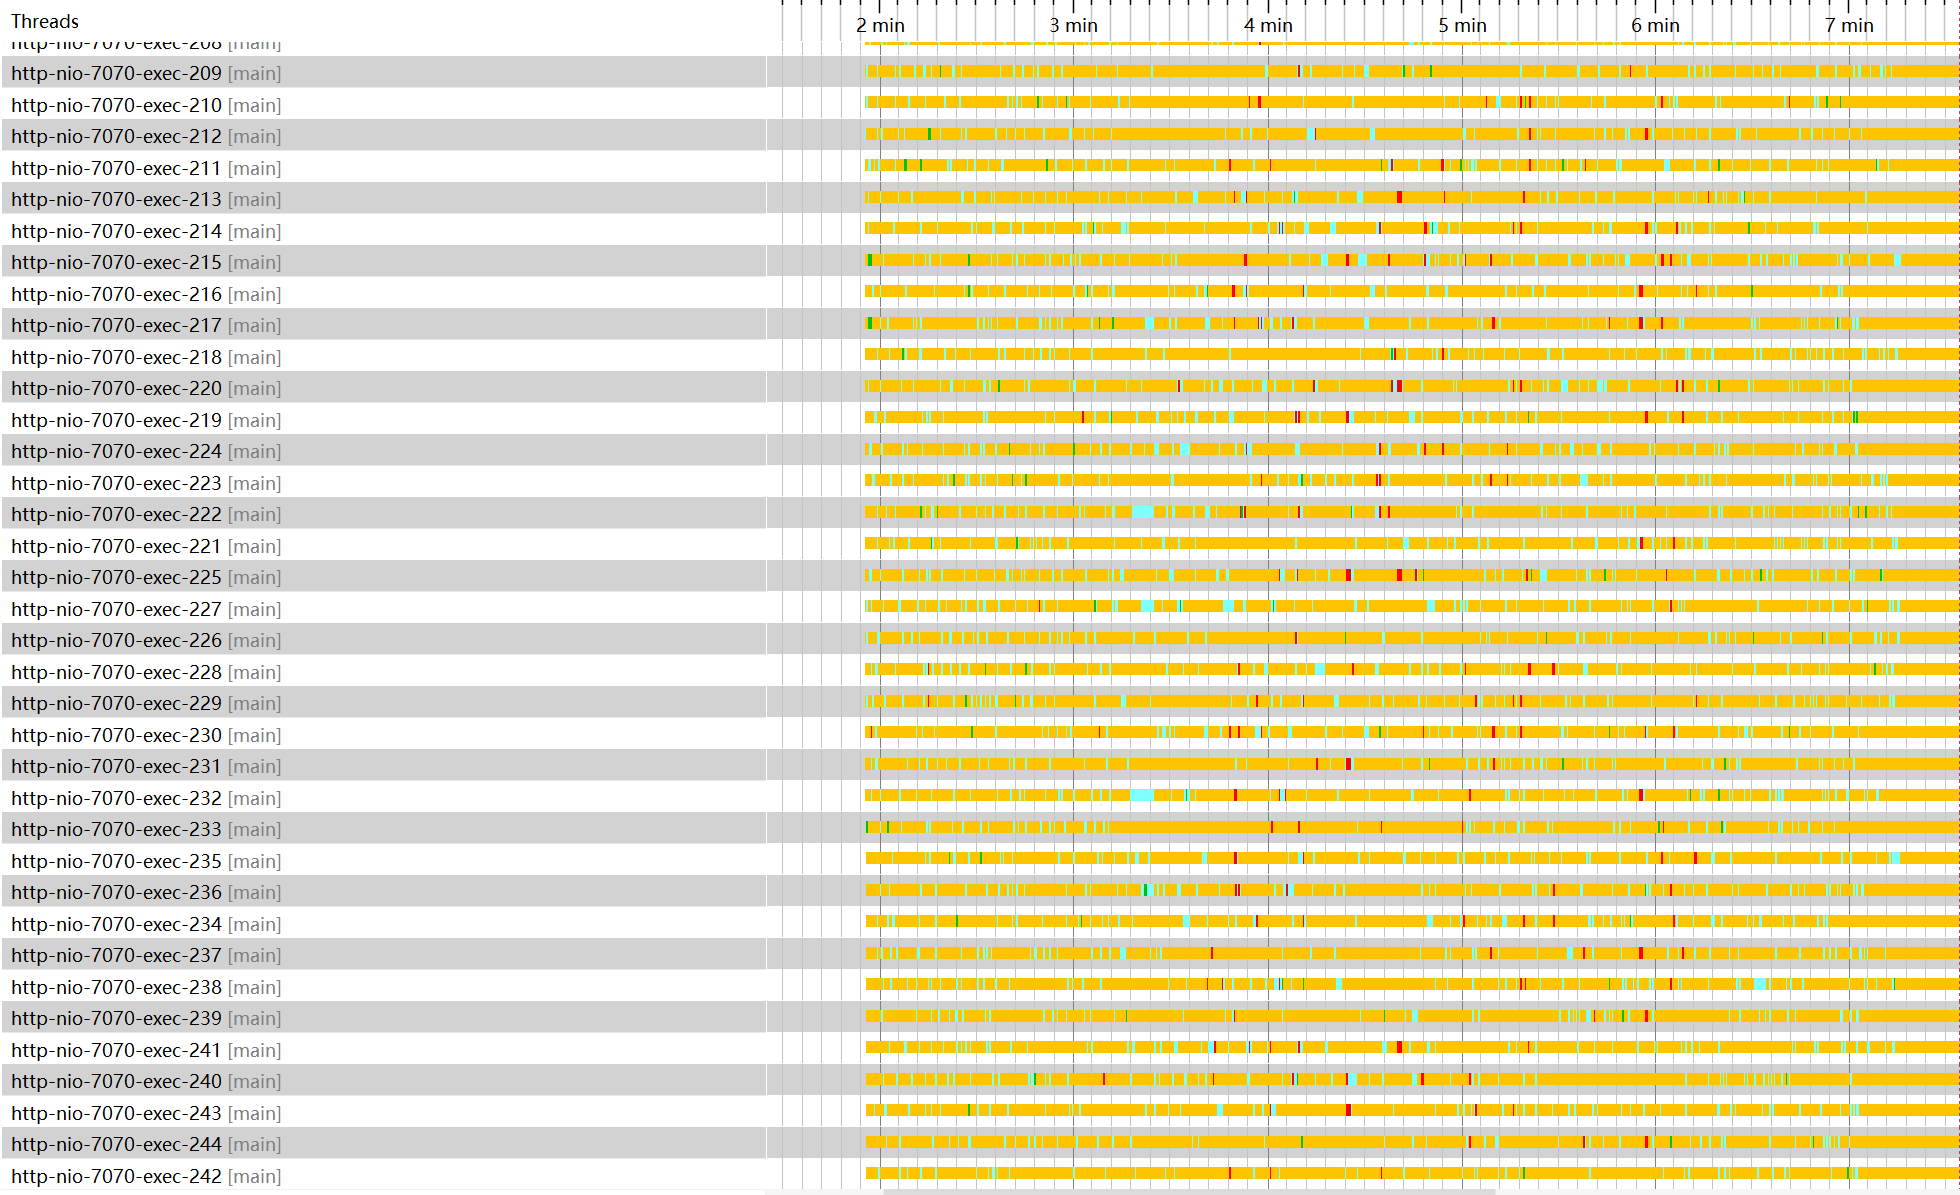 Threads
2 min 3 min 4 min 5 min 6 min 7 min
http-nio-7070-exec-208 [main]
http-nio-7070-exec-209 [main]
http-nio-7070-exec-210 [main]
http-nio-7070-exec-212 [main]
http-nio-7070-exec-211 [main]
http-nio-7070-exec-213 [main]
http-nio-7070-exec-214 [main]
http-nio-7070-exec-215 [main]
http-nio-7070-exec-216 [main]
http-nio-7070-exec-217 [main]
http-nio-7070-exec-218 [main]
http-nio-7070-exec-220 [main]
http-nio-7070-exec-219 [main]
http-nio-7070-exec-224 [main]
http-nio-7070-exec-223 [main]
http-nio-7070-exec-222 [main]
http-nio-7070-exec-221 [main]
http-nio-7070-exec-225 [main]
http-nio-7070-exec-227 [main]
http-nio-7070-exec-226 [main]
http-nio-7070-exec-228 [main]
http-nio-7070-exec-229 [main]
http-nio-7070-exec-230 [main]
http-nio-7070-exec-231 [main]
http-nio-7070-exec-232 [main]
http-nio-7070-exec-233 [main]
http-nio-7070-exec-235 [main]
http-nio-7070-exec-236 [main]
http-nio-7070-exec-234 [main]
http-nio-7070-exec-237 [main]
http-nio-7070-exec-238 [main]
http-nio-7070-exec-239 [main]
http-nio-7070-exec-241 [main]
http-nio-7070-exec-240 [main]
http-nio-7070-exec-243 [main]
http-nio-7070-exec-244 [main]
http-nio-7070-exec-242 [main]